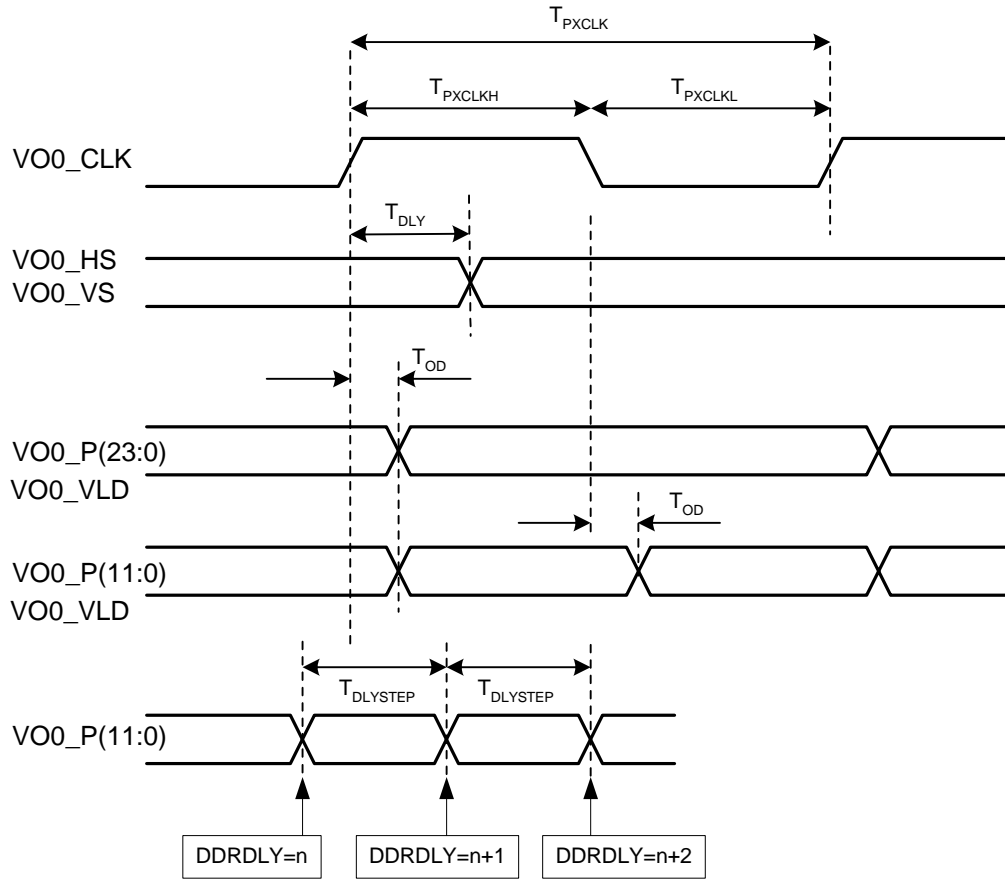 TPXCLK
TPXCLKH
TPXCLKL
VO0_CLK
TDLY
VO0_HS
VO0_VS
TOD
VO0_P(23:0)
VO0_VLD
TOD
VO0_P(11:0)
VO0_VLD
TDLYSTEP
TDLYSTEP
VO0_P(11:0)
DDRDLY=n
DDRDLY=n+1
DDRDLY=n+2